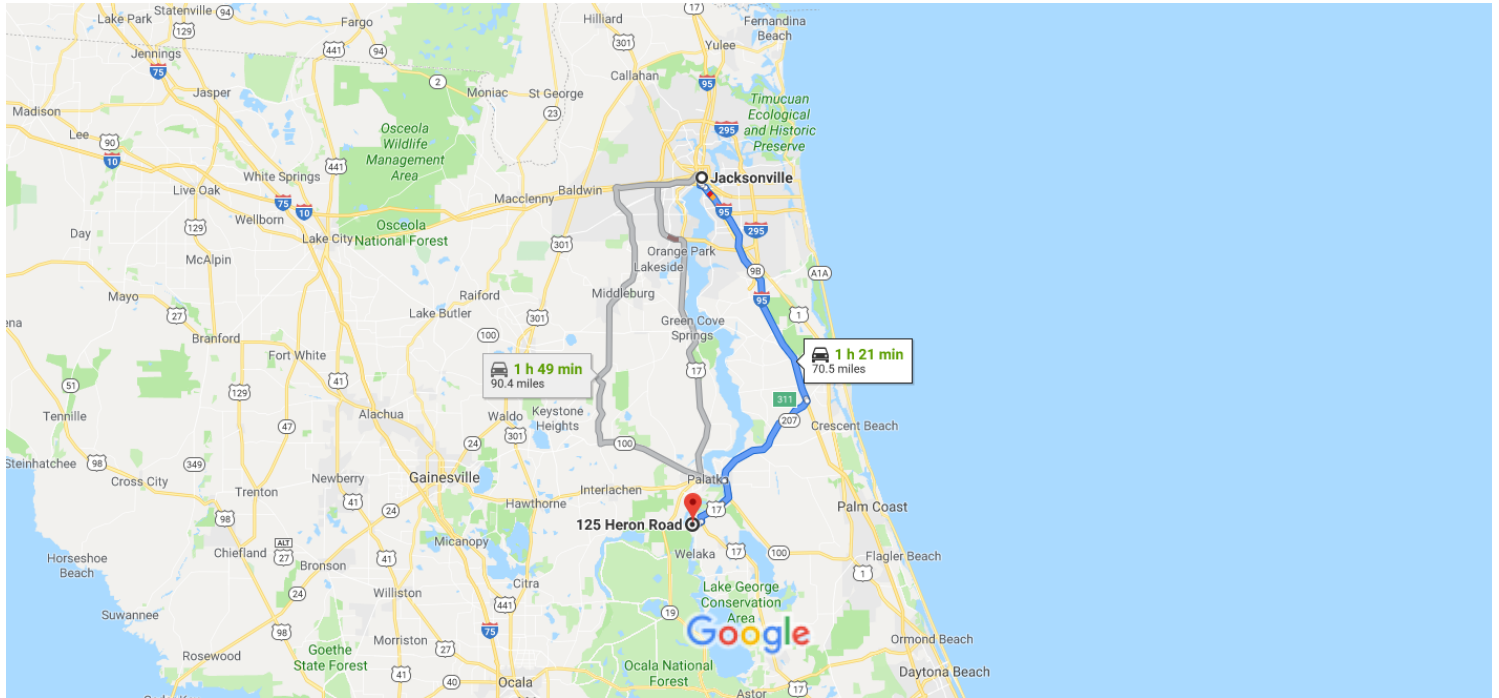 Lake Park
Statenville
94
129
Fargo
441
94
Hilliard
17
301
Yulee
Fernandina
Beach
Jennings
75
Callahan
95
Jasper
2
Moniac
St George
23
Timucuan
Ecological
and Historic
Preserve
Madison
Lee
90
10
Osceola
Wildlife
Management
Area
295
441
White Springs
Live Oak
75
10
Macclenny
Baldwin
Jacksonville
95
Wellborn
Day
129
Lake City
Osceola
National Forest
301
295
McAlpin
Orange Park
Lakeside
9B
A1A
Mayo
27
Raiford
Middleburg
95
Lake Butler
301
1
Branford
100
Green Cove
Springs
Fort White
1 h 21 min
70.5 miles
1 h 49 min
90.4 miles
17
51
41
129
311
Tennille
Alachua
Waldo
Keystone
Heights
207
Crescent Beach
47
24
301
100
Steinhatchee
98
349
Cross City
Newberry
Gainesville
Interlachen
Palatka
Trenton
41
Hawthorne
17
98
24
125 Heron Road
Palm Coast
Horseshoe
Beach
Chiefland
ALT
27
Bronson
41
Micanopy
Welaka
17
100
Flagler Beach
1
Suwannee
24
Williston
27
Citra
441
Lake George
Conservation
Area
98
75
19
Google
Rosewood
Morriston
Goethe
State Forest
41
40
Ocala
Ocala National
Forest
Astor
17
Ormond Beach
Daytona Beach